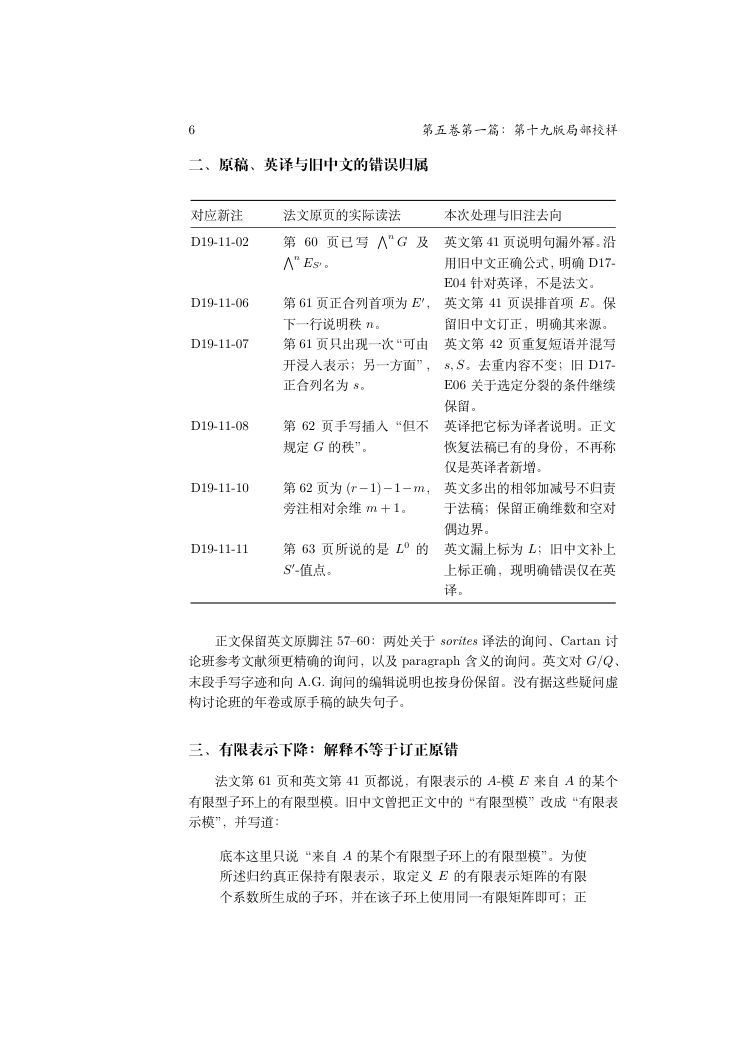 6 第五卷第一篇：第十九版局部校样
二、原稿、英译与旧中文的错误归属
对应新注 法文原页的实际读法 本次处理与旧注去向
D19-11-02 第 60 页已写 ⋀ⁿ G 及 英文第 41 页说明句漏外幂。沿
⋀ⁿ E_{S′}。 用旧中文正确公式，明确 D17-
E04 针对英译，不是法文。
D19-11-06 第 61 页正合列首项为 E′， 英文第 41 页误排首项 E。保
下一行说明秩 n。 留旧中文订正，明确其来源。
D19-11-07 第 61 页只出现一次“可由 英文第 42 页重复短语并混写
开浸入表示；另一方面”， s, S。去重内容不变；旧 D17-
正合列名为 s。 E06 关于选定分裂的条件继续
保留。
D19-11-08 第 62 页手写插入“但不 英译把它标为译者说明。正文
规定 G 的秩”。 恢复法稿已有的身份，不再称
仅是英译者新增。
D19-11-10 第 62 页为 (r−1)−1−m， 英文多出的相邻加减号不归责
旁注相对余维 m + 1。 于法稿；保留正确维数和空对
偶边界。
D19-11-11 第 63 页所说的是 L⁰ 的 英文漏上标为 L；旧中文补上
S′-值点。 上标正确，现明确错误仅在英
译。
正文保留英文原脚注 57–60：两处关于 sorites 译法的询问、Cartan 讨
论班参考文献须更精确的询问，以及 paragraph 含义的询问。英文对 G/Q、
末段手写字迹和向 A.G. 询问的编辑说明也按身份保留。没有据这些疑问虚
构讨论班的年卷或原手稿的缺失句子。
三、有限表示下降：解释不等于订正原错
法文第 61 页和英文第 41 页都说，有限表示的 A-模 E 来自 A 的某个
有限型子环上的有限型模。旧中文曾把正文中的“有限型模”改成“有限表
示模”，并写道：
底本这里只说“来自 A 的某个有限型子环上的有限型模”。为使
所述归约真正保持有限表示，取定义 E 的有限表示矩阵的有限
个系数所生成的子环，并在该子环上使用同一有限矩阵即可；正